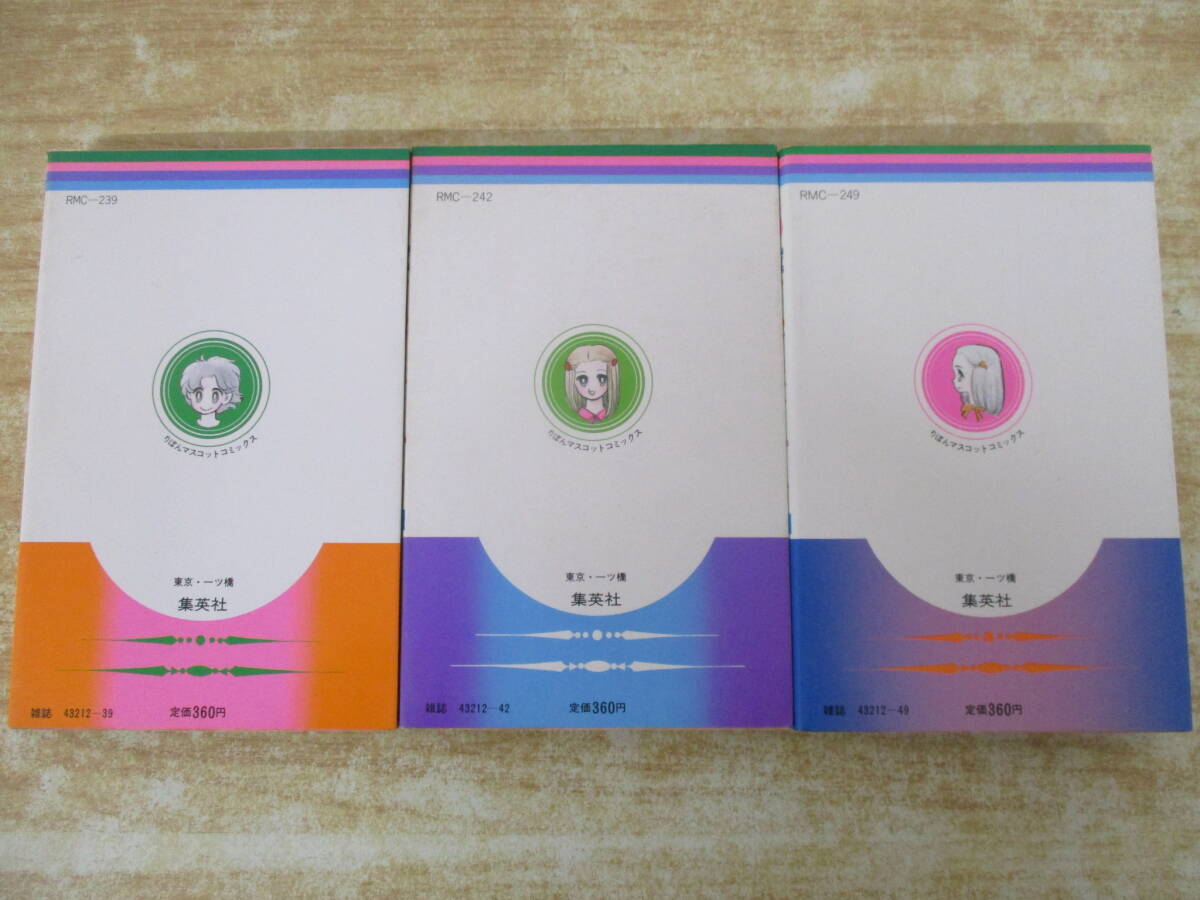 RMC—239
りぼんマスコットコミックス
東京・一ツ橋
集英社
雑誌 43212—39 定価360円
RMC—242
りぼんマスコットコミックス
東京・一ツ橋
集英社
雑誌 43212—42 定価360円
RMC—249
りぼんマスコットコミックス
東京・一ツ橋
集英社
雑誌 43212—49 定価360円